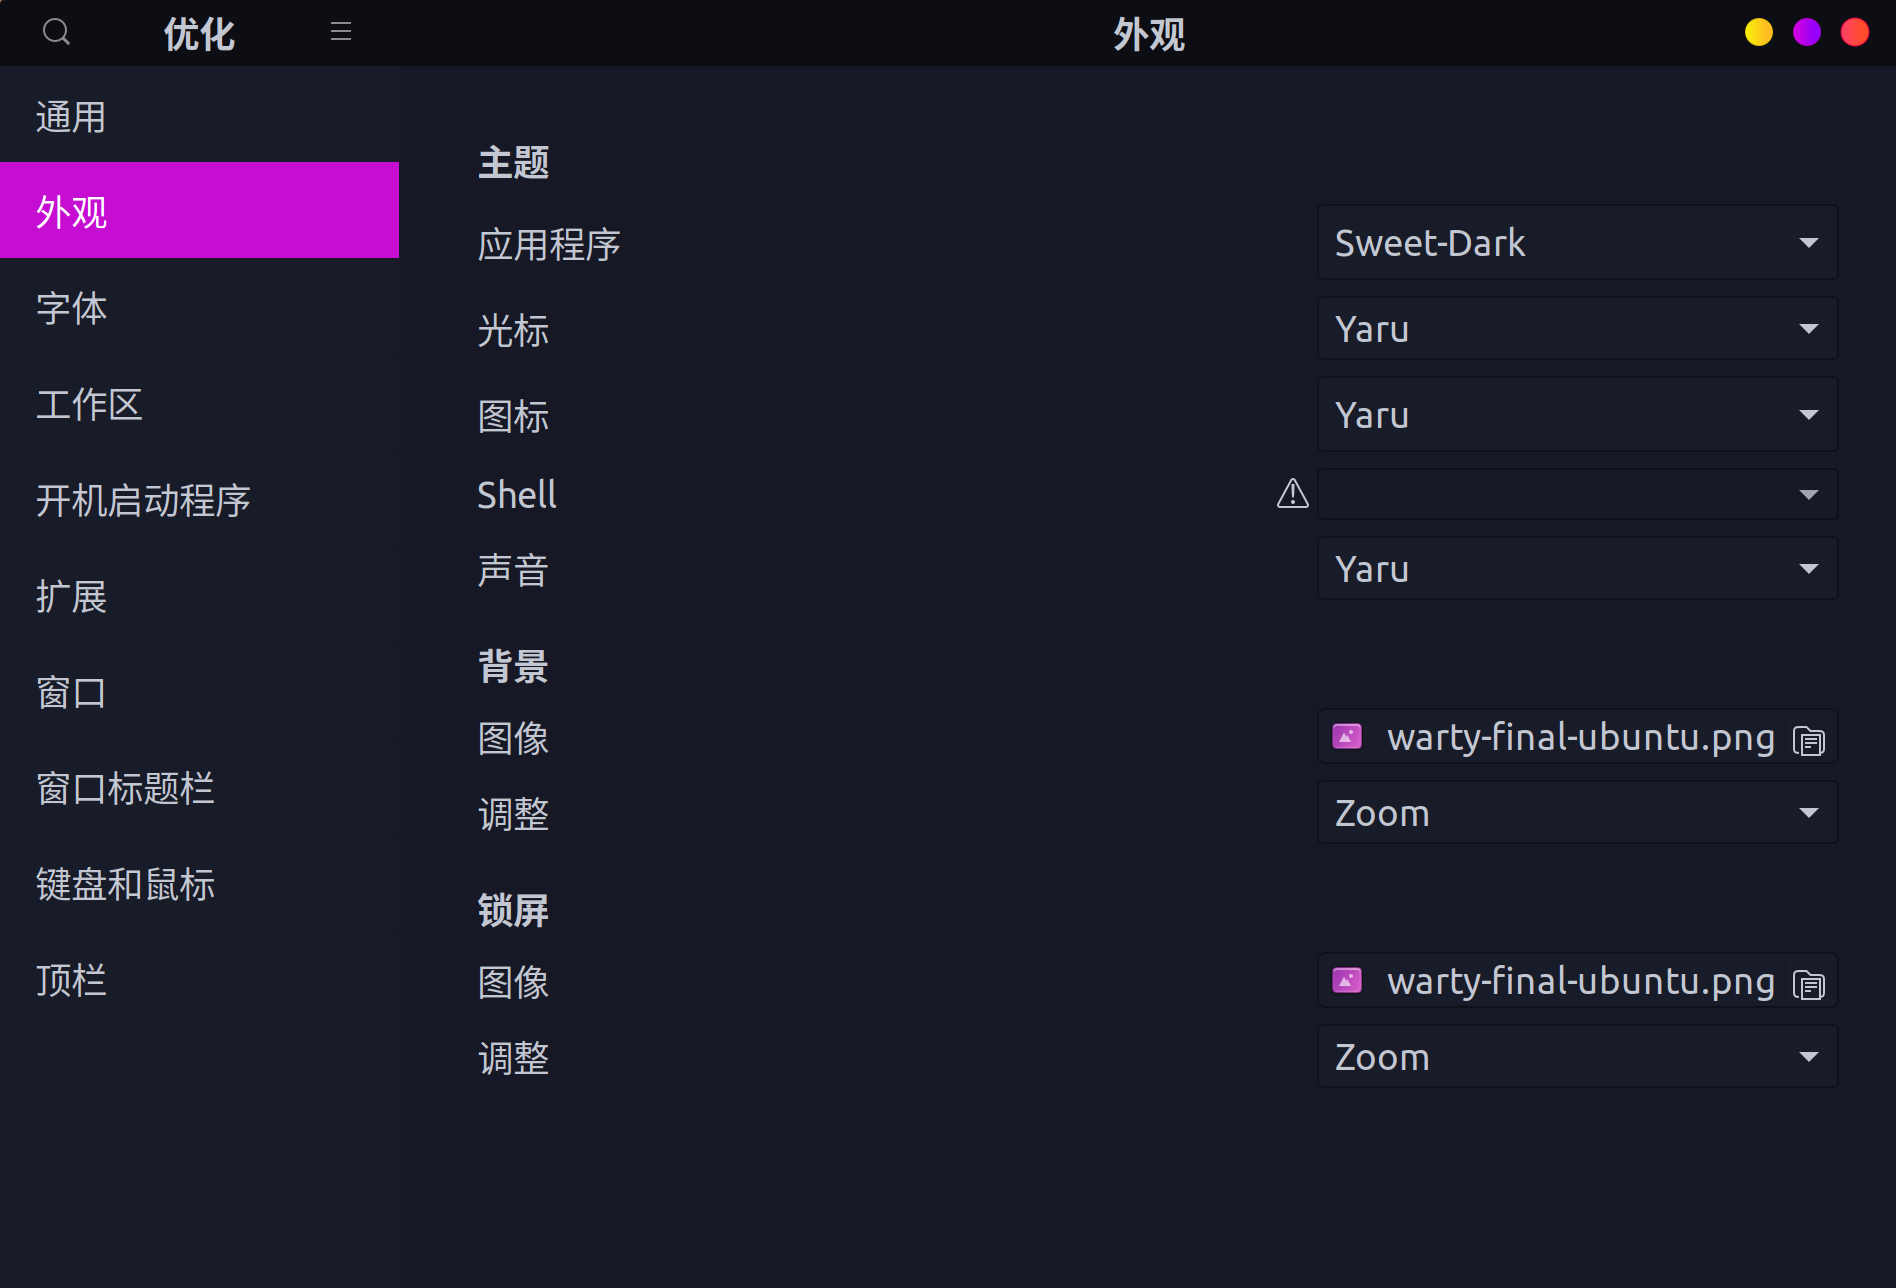 优化
外观
通用
外观
字体
工作区
开机启动程序
扩展
窗口
窗口标题栏
键盘和鼠标
顶栏
主题
应用程序 Sweet-Dark
光标 Yaru
图标 Yaru
Shell
声音 Yaru
背景
图像 warty-final-ubuntu.png
调整 Zoom
锁屏
图像 warty-final-ubuntu.png
调整 Zoom